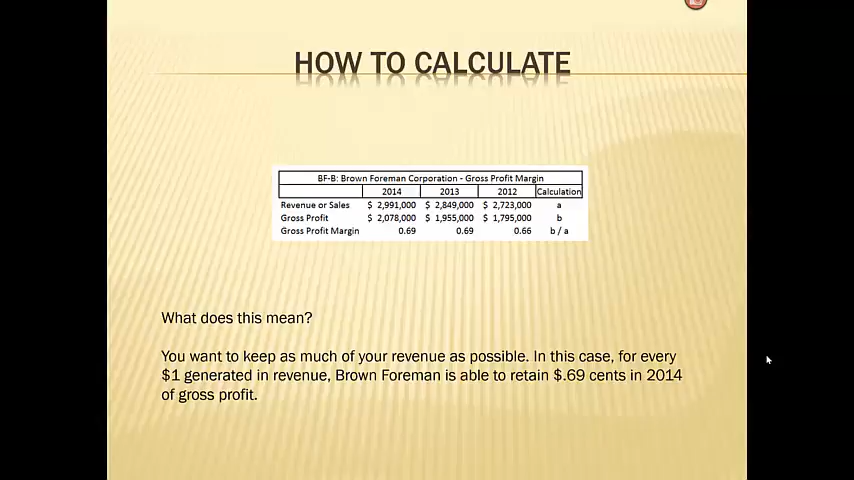 HOW TO CALCULATE
BF-B: Brown Foreman Corporation - Gross Profit Margin
2014 2013 2012 Calculation
Revenue or Sales $ 2,991,000 $ 2,849,000 $ 2,723,000 a
Gross Profit $ 2,078,000 $ 1,955,000 $ 1,795,000 b
Gross Profit Margin 0.69 0.69 0.66 b / a
What does this mean?
You want to keep as much of your revenue as possible. In this case, for every
$1 generated in revenue, Brown Foreman is able to retain $.69 cents in 2014
of gross profit.